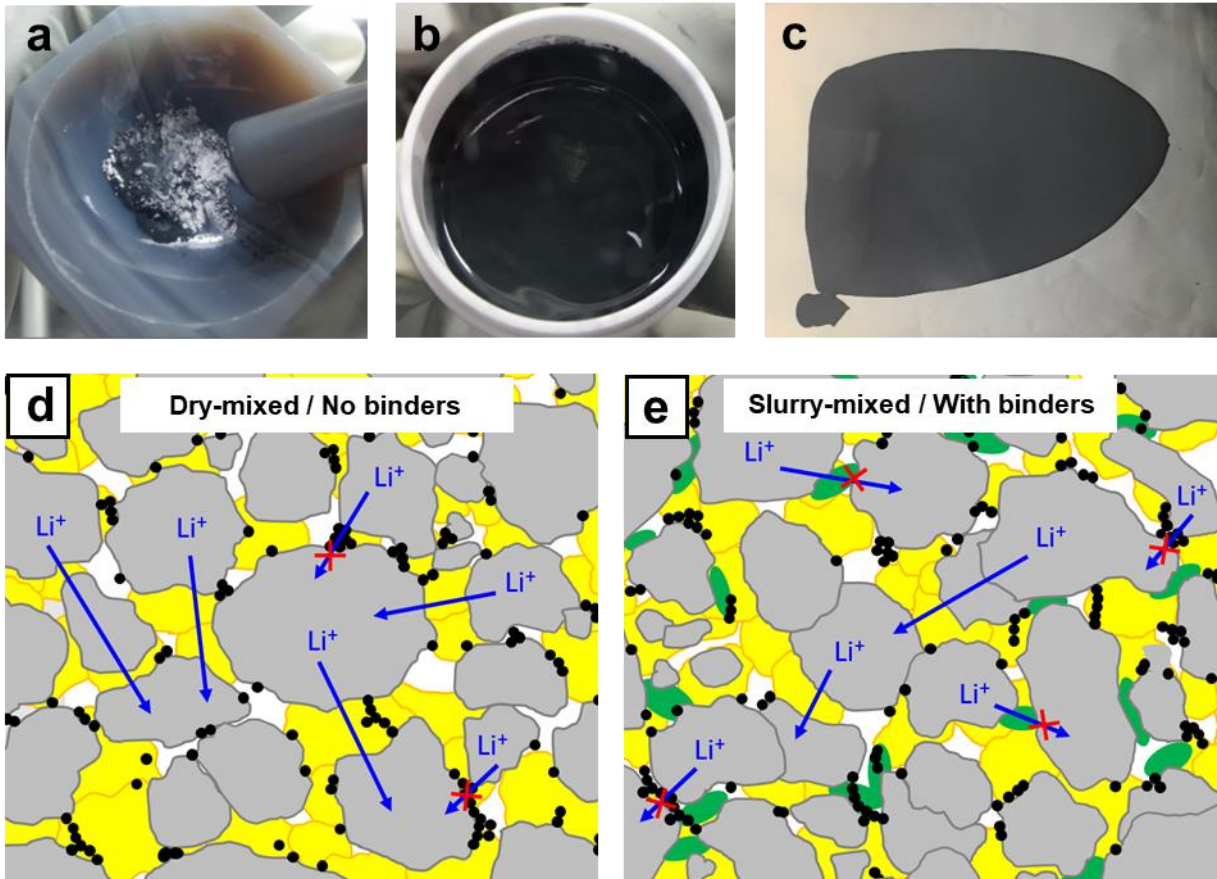 a
b
c
d
Dry-mixed / No binders
Li⁺
Li⁺
Li⁺
Li⁺
Li⁺
Li⁺
e
Slurry-mixed / With binders
Li⁺
Li⁺
Li⁺
Li⁺
Li⁺
Li⁺